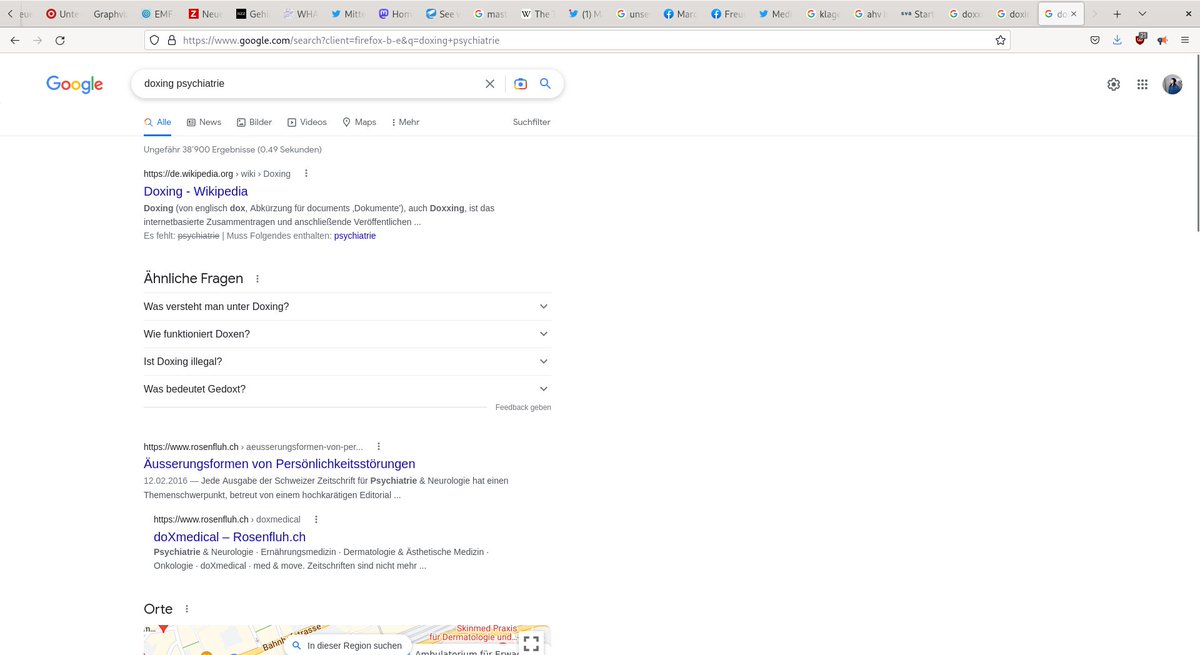 eue
Unte
Graphvi
EMF
Neue
Gehi
WHA
Mitte
Hom
See v
mast
The 2
(1) M
unse
Marc
Freu
Medi
klage
ahv b
Start
doxx
doxin
do
https://www.google.com/search?client=firefox-b-e&q=doxing+psychiatrie
21
Google
doxing psychiatrie
Alle
News
Bilder
Videos
Maps
Mehr
Suchfilter
Ungefähr 38'900 Ergebnisse (0.49 Sekunden)
https://de.wikipedia.org › wiki › Doxing
Doxing - Wikipedia
Doxing (von englisch dox, Abkürzung für documents ‚Dokumente'), auch Doxxing, ist das
internetbasierte Zusammentragen und anschließende Veröffentlichen ...
Es fehlt: psychiatrie | Muss Folgendes enthalten: psychiatrie
Ähnliche Fragen
Was versteht man unter Doxing?
Wie funktioniert Doxen?
Ist Doxing illegal?
Was bedeutet Gedoxt?
Feedback geben
https://www.rosenfluh.ch › aeusserungsformen-von-per...
Äusserungsformen von Persönlichkeitsstörungen
12.02.2016 — Jede Ausgabe der Schweizer Zeitschrift für Psychiatrie & Neurologie hat einen
Themenschwerpunkt, betreut von einem hochkarätigen Editorial ...
https://www.rosenfluh.ch › doxmedical
doXmedical – Rosenfluh.ch
Psychiatrie & Neurologie · Ernährungsmedizin · Dermatologie & Ästhetische Medizin ·
Onkologie · doXmedical · med & move. Zeitschriften sind nicht mehr ...
Orte
Bahnhofstrasse
In dieser Region suchen
Skinmed Praxis
für Dermatologie und...
Ambulatorium für Erwa